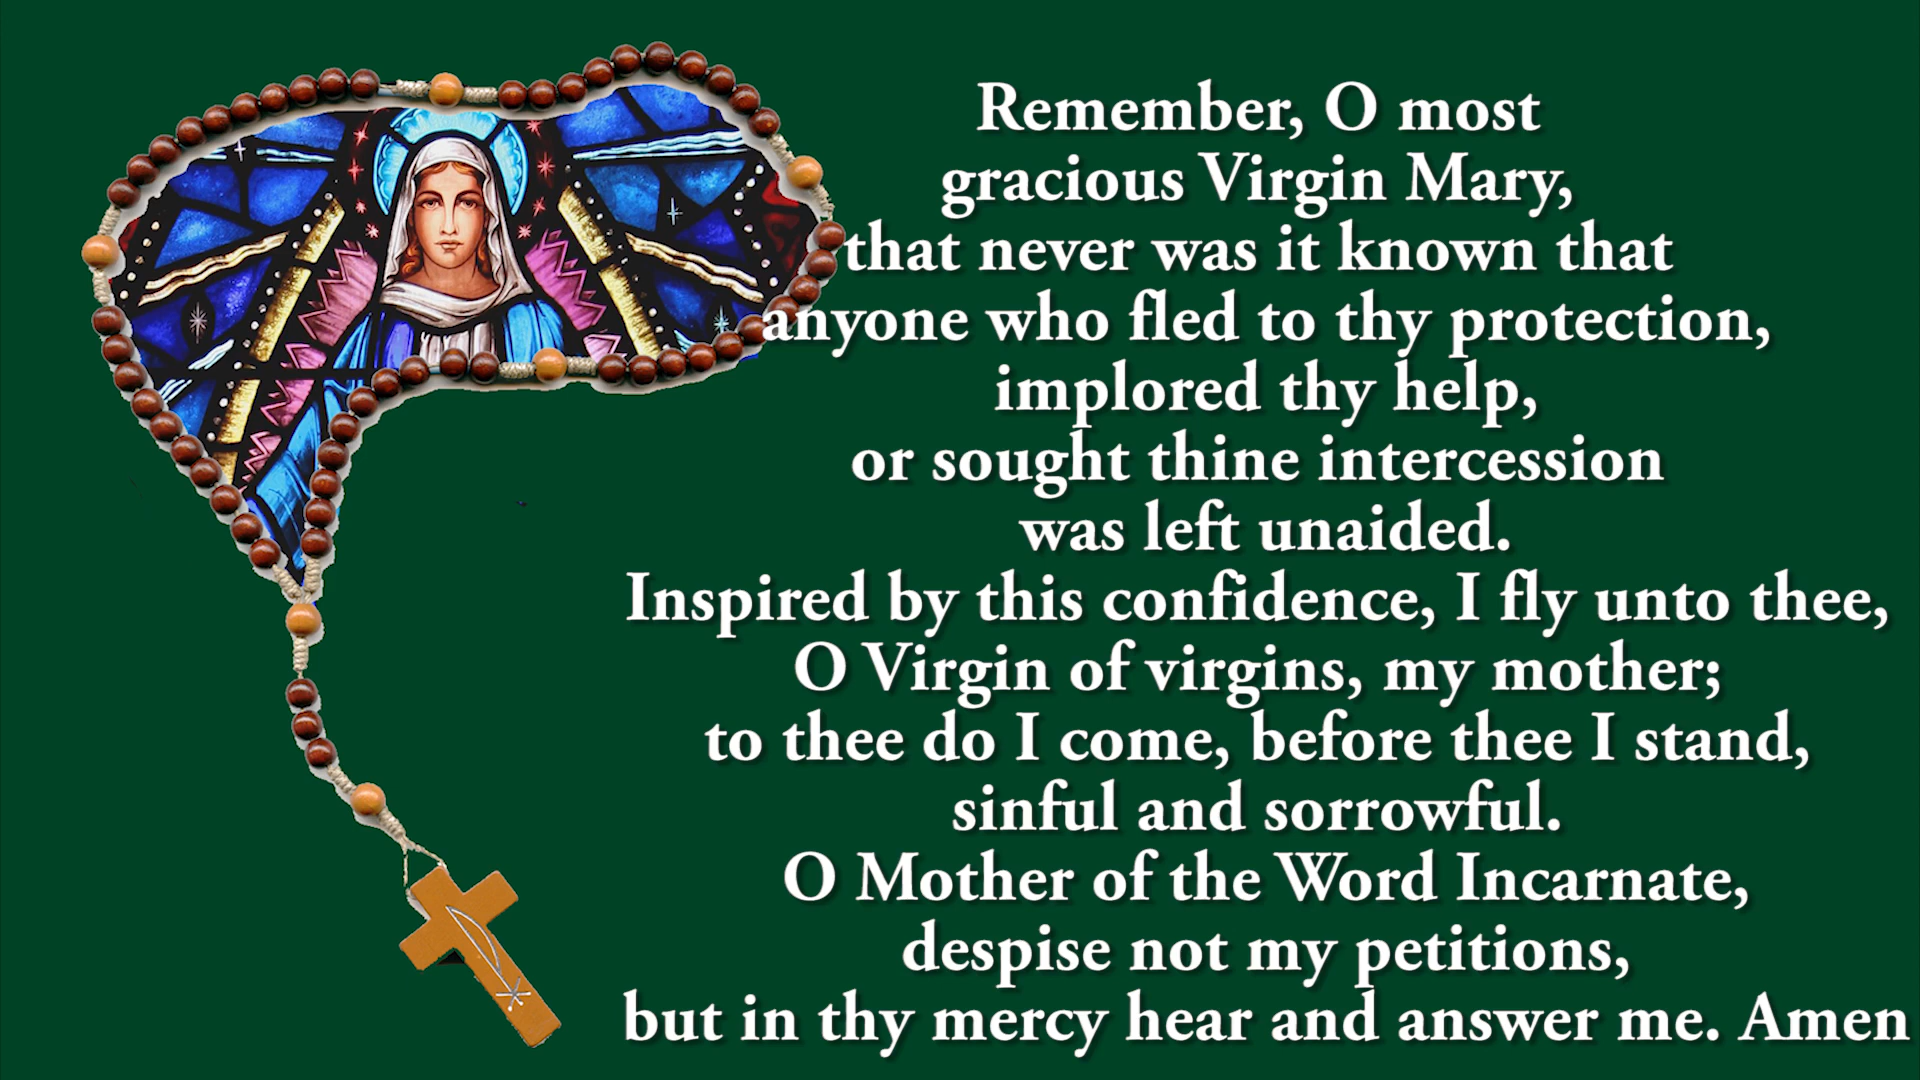 Remember, O most
gracious Virgin Mary,
that never was it known that
anyone who fled to thy protection,
implored thy help,
or sought thine intercession
was left unaided.
Inspired by this confidence, I fly unto thee,
O Virgin of virgins, my mother;
to thee do I come, before thee I stand,
sinful and sorrowful.
O Mother of the Word Incarnate,
despise not my petitions,
but in thy mercy hear and answer me. Amen